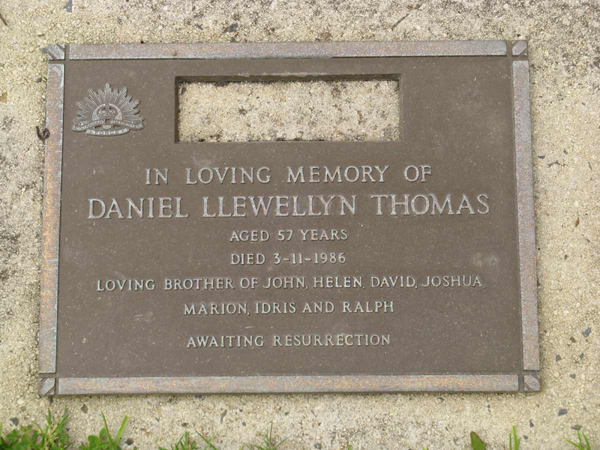 IN LOVING MEMORY OF
DANIEL LLEWELLYN THOMAS
AGED 57 YEARS
DIED 3-11-1986
LOVING BROTHER OF JOHN, HELEN, DAVID, JOSHUA
MARION, IDRIS AND RALPH
AWAITING RESURRECTION